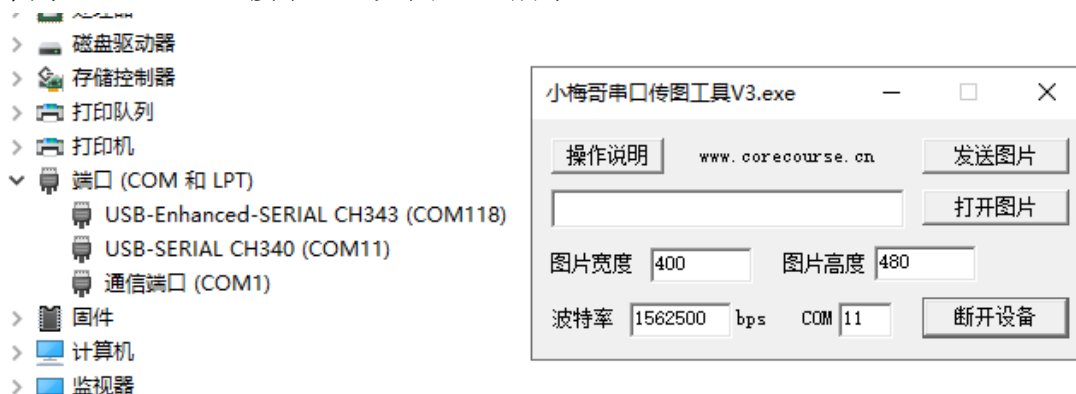 磁盘驱动器
存储控制器
打印队列
打印机
端口 (COM 和 LPT)
USB-Enhanced-SERIAL CH343 (COM118)
USB-SERIAL CH340 (COM11)
通信端口 (COM1)
固件
计算机
监视器
小梅哥串口传图工具V3.exe
操作说明 www.corecourse.cn 发送图片
打开图片
图片宽度 400 图片高度 480
波特率 1562500 bps COM 11 断开设备